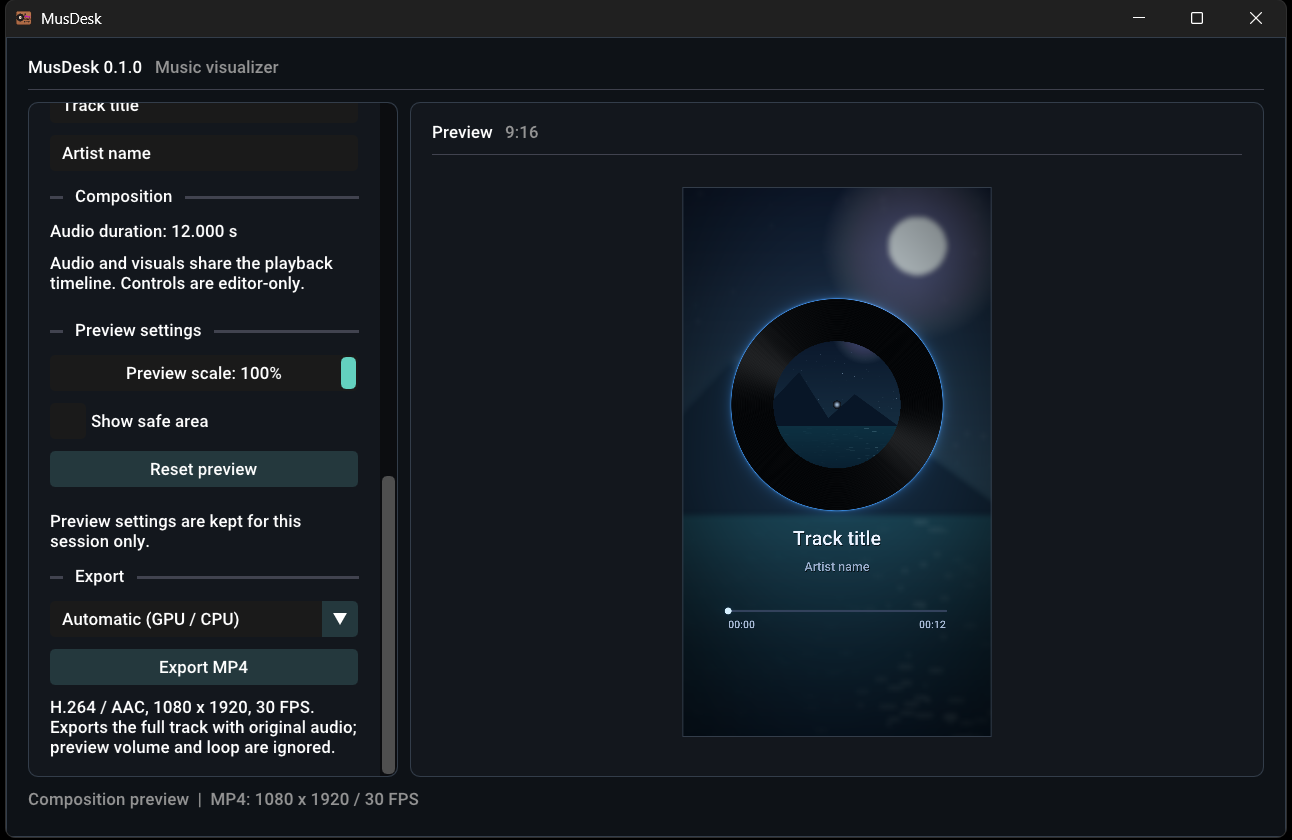 MusDesk
MusDesk 0.1.0 Music visualizer
Track title
Artist name
Composition
Audio duration: 12.000 s
Audio and visuals share the playback
timeline. Controls are editor-only.
Preview settings
Preview scale: 100%
Show safe area
Reset preview
Preview settings are kept for this
session only.
Export
Automatic (GPU / CPU)
Export MP4
H.264 / AAC, 1080 x 1920, 30 FPS.
Exports the full track with original audio;
preview volume and loop are ignored.
Preview 9:16
Track title
Artist name
00:00 00:12
Composition preview | MP4: 1080 x 1920 / 30 FPS